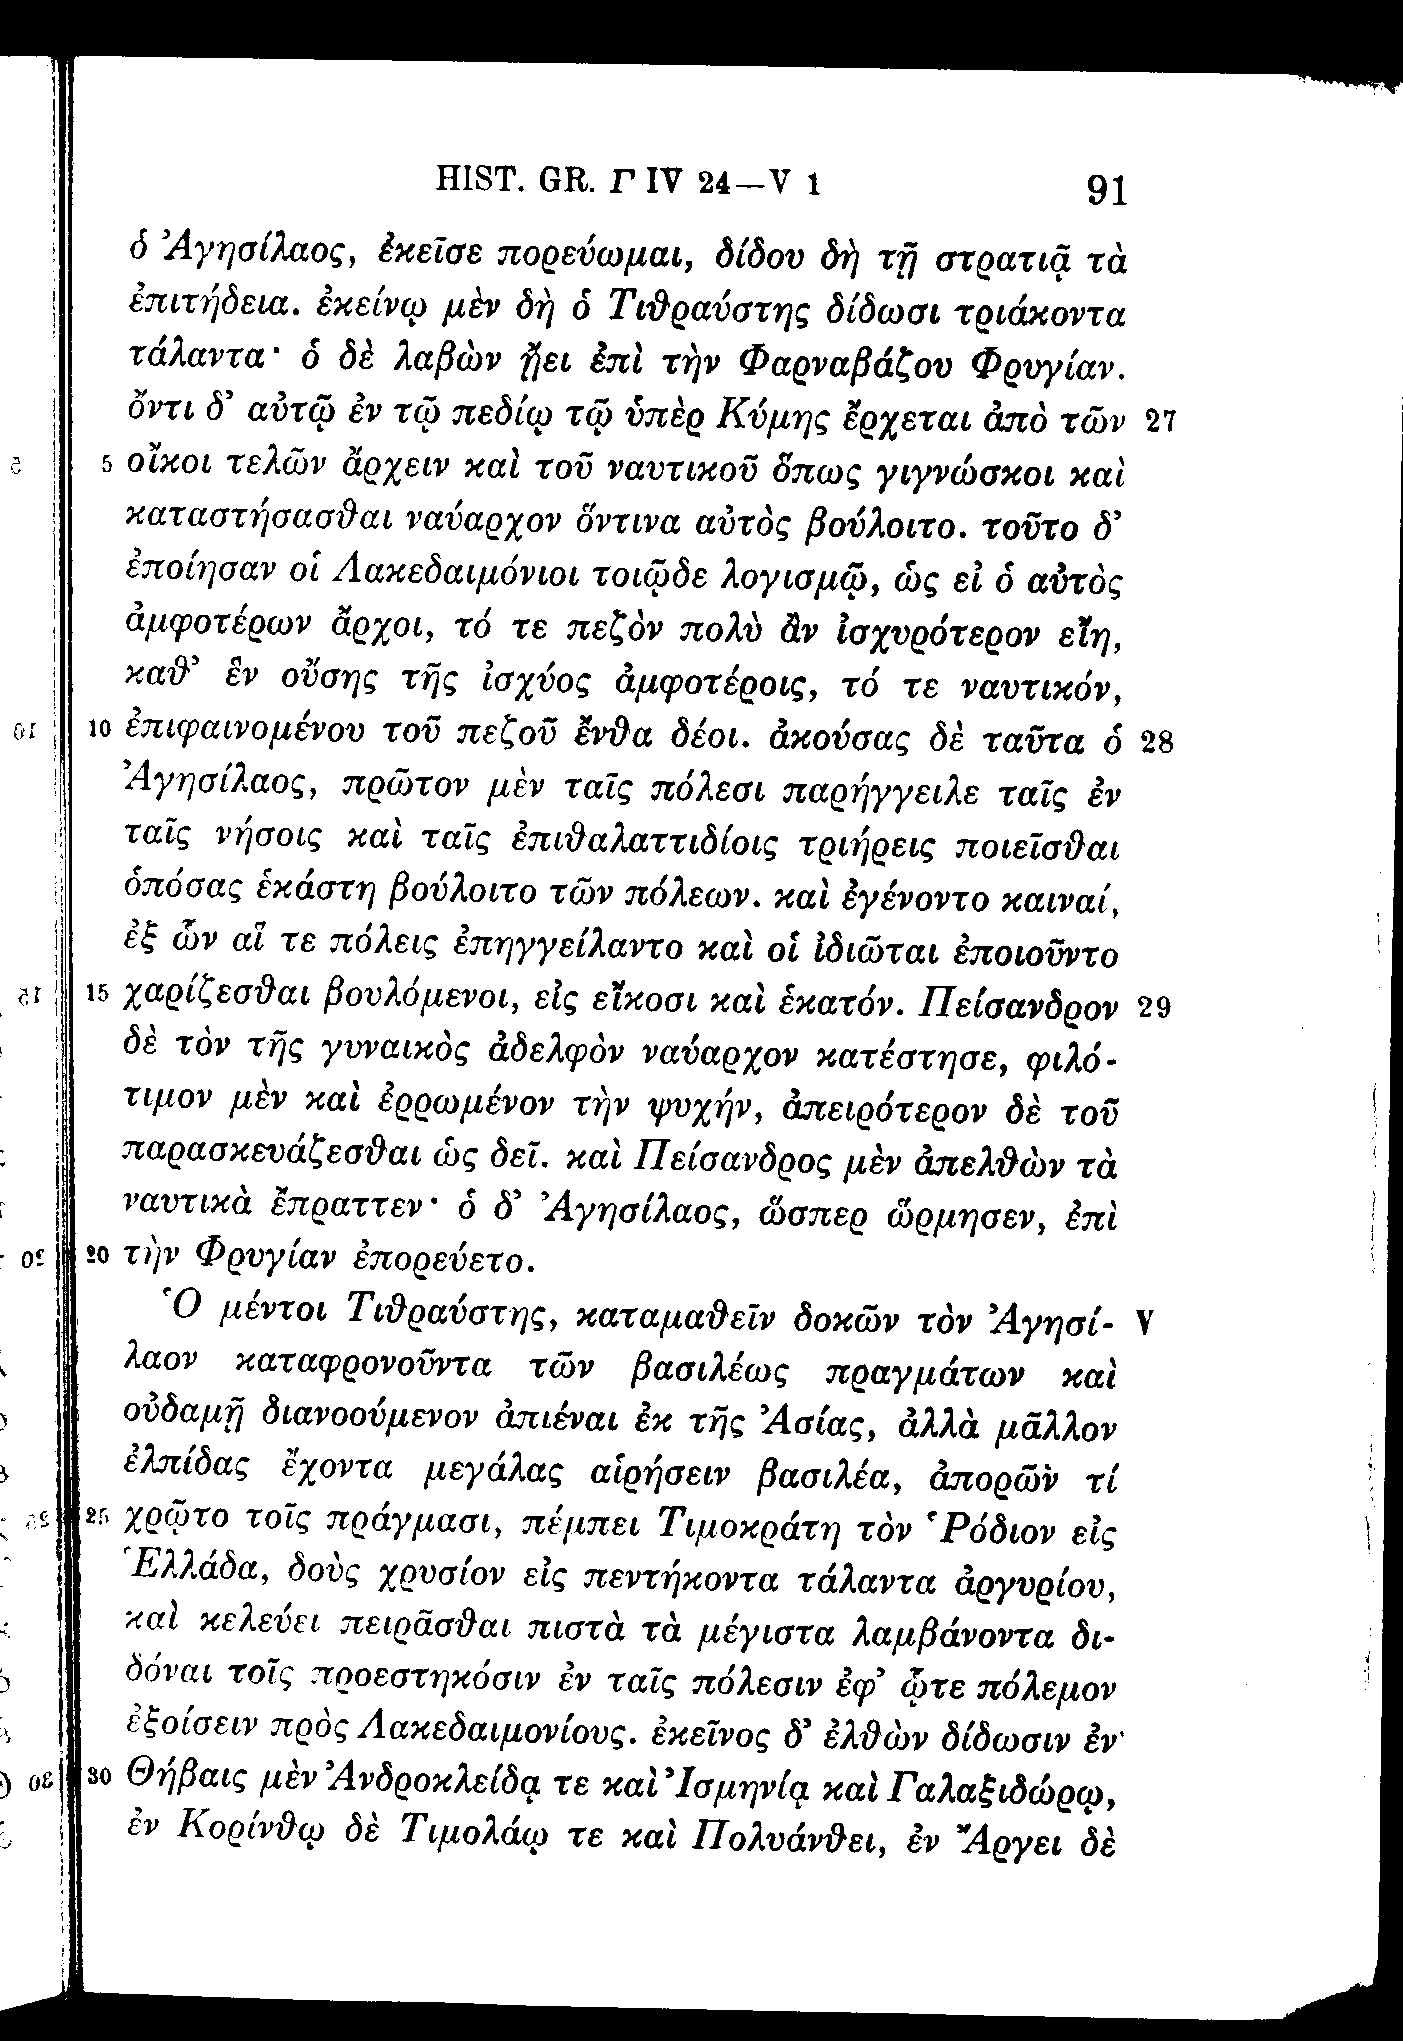 HIST. GR. Γ IV 24—V 1 91
ὁ Ἀγησίλαος, ἐκεῖσε πορεύωμαι, δίδου δὴ τῇ στρατιᾷ τὰ
ἐπιτήδεια. ἐκείνῳ μὲν δὴ ὁ Τιθραύστης δίδωσι τριάκοντα
τάλαντα· ὁ δὲ λαβὼν ᾔει ἐπὶ τὴν Φαρναβάζου Φρυγίαν.
ὄντι δ’ αὐτῷ ἐν τῷ πεδίῳ τῷ ὑπὲρ Κύμης ἔρχεται ἀπὸ τῶν 27
5 οἴκοι τελῶν ἄρχειν καὶ τοῦ ναυτικοῦ ὅπως γιγνώσκοι καὶ
καταστήσασθαι ναύαρχον ὅντινα αὐτὸς βούλοιτο. τοῦτο δ’
ἐποίησαν οἱ Λακεδαιμόνιοι τοιῷδε λογισμῷ, ὡς εἰ ὁ αὐτὸς
ἀμφοτέρων ἄρχοι, τό τε πεζὸν πολὺ ἂν ἰσχυρότερον εἴη,
καθ’ ἓν οὔσης τῆς ἰσχύος ἀμφοτέροις, τό τε ναυτικόν,
10 ἐπιφαινομένου τοῦ πεζοῦ ἔνθα δέοι. ἀκούσας δὲ ταῦτα ὁ 28
Ἀγησίλαος, πρῶτον μὲν ταῖς πόλεσι παρήγγειλε ταῖς ἐν
ταῖς νήσοις καὶ ταῖς ἐπιθαλαττιδίοις τριήρεις ποιεῖσθαι
ὁπόσας ἑκάστη βούλοιτο τῶν πόλεων. καὶ ἐγένοντο καιναί,
ἐξ ὧν αἵ τε πόλεις ἐπηγγείλαντο καὶ οἱ ἰδιῶται ἐποιοῦντο
15 χαρίζεσθαι βουλόμενοι, εἰς εἴκοσι καὶ ἑκατόν. Πείσανδρον 29
δὲ τὸν τῆς γυναικὸς ἀδελφὸν ναύαρχον κατέστησε, φιλό-
τιμον μὲν καὶ ἐρρωμένον τὴν ψυχήν, ἀπειρότερον δὲ τοῦ
παρασκευάζεσθαι ὡς δεῖ. καὶ Πείσανδρος μὲν ἀπελθὼν τὰ
ναυτικὰ ἔπραττεν· ὁ δ’ Ἀγησίλαος, ὥσπερ ὥρμησεν, ἐπὶ
20 τὴν Φρυγίαν ἐπορεύετο.
Ὁ μέντοι Τιθραύστης, καταμαθεῖν δοκῶν τὸν Ἀγησί- V
λαον καταφρονοῦντα τῶν βασιλέως πραγμάτων καὶ
οὐδαμῇ διανοούμενον ἀπιέναι ἐκ τῆς Ἀσίας, ἀλλὰ μᾶλλον
ἐλπίδας ἔχοντα μεγάλας αἱρήσειν βασιλέα, ἀπορῶν τί
25 χρῷτο τοῖς πράγμασι, πέμπει Τιμοκράτη τὸν Ῥόδιον εἰς
Ἑλλάδα, δοὺς χρυσίον εἰς πεντήκοντα τάλαντα ἀργυρίου,
καὶ κελεύει πειρᾶσθαι πιστὰ τὰ μέγιστα λαμβάνοντα δι-
δόναι τοῖς προεστηκόσιν ἐν ταῖς πόλεσιν ἐφ’ ᾧτε πόλεμον
ἐξοίσειν πρὸς Λακεδαιμονίους. ἐκεῖνος δ’ ἐλθὼν δίδωσιν ἐν
30 Θήβαις μὲν Ἀνδροκλείδᾳ τε καὶ Ἰσμηνίᾳ καὶ Γαλαξιδώρῳ,
ἐν Κορίνθῳ δὲ Τιμολάῳ τε καὶ Πολυάνθει, ἐν Ἄργει δὲ